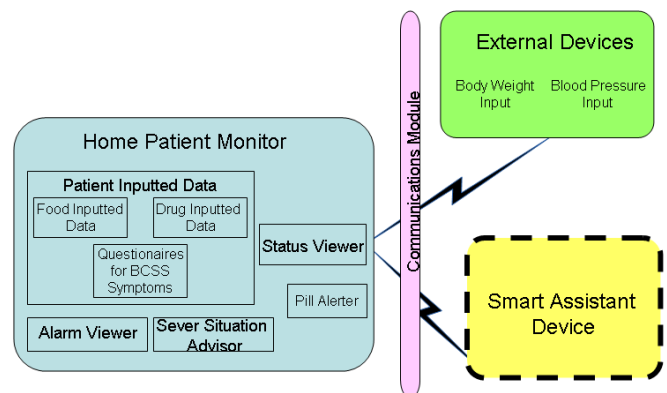 External Devices
Body Weight
Input
Blood Pressure
Input
Communications Module
Home Patient Monitor
Patient Inputted Data
Food Inputted
Data
Drug Inputted
Data
Questionaires
for BCSS
Symptoms
Status Viewer
Pill Alerter
Alarm Viewer
Sever Situation
Advisor
Smart Assistant
Device